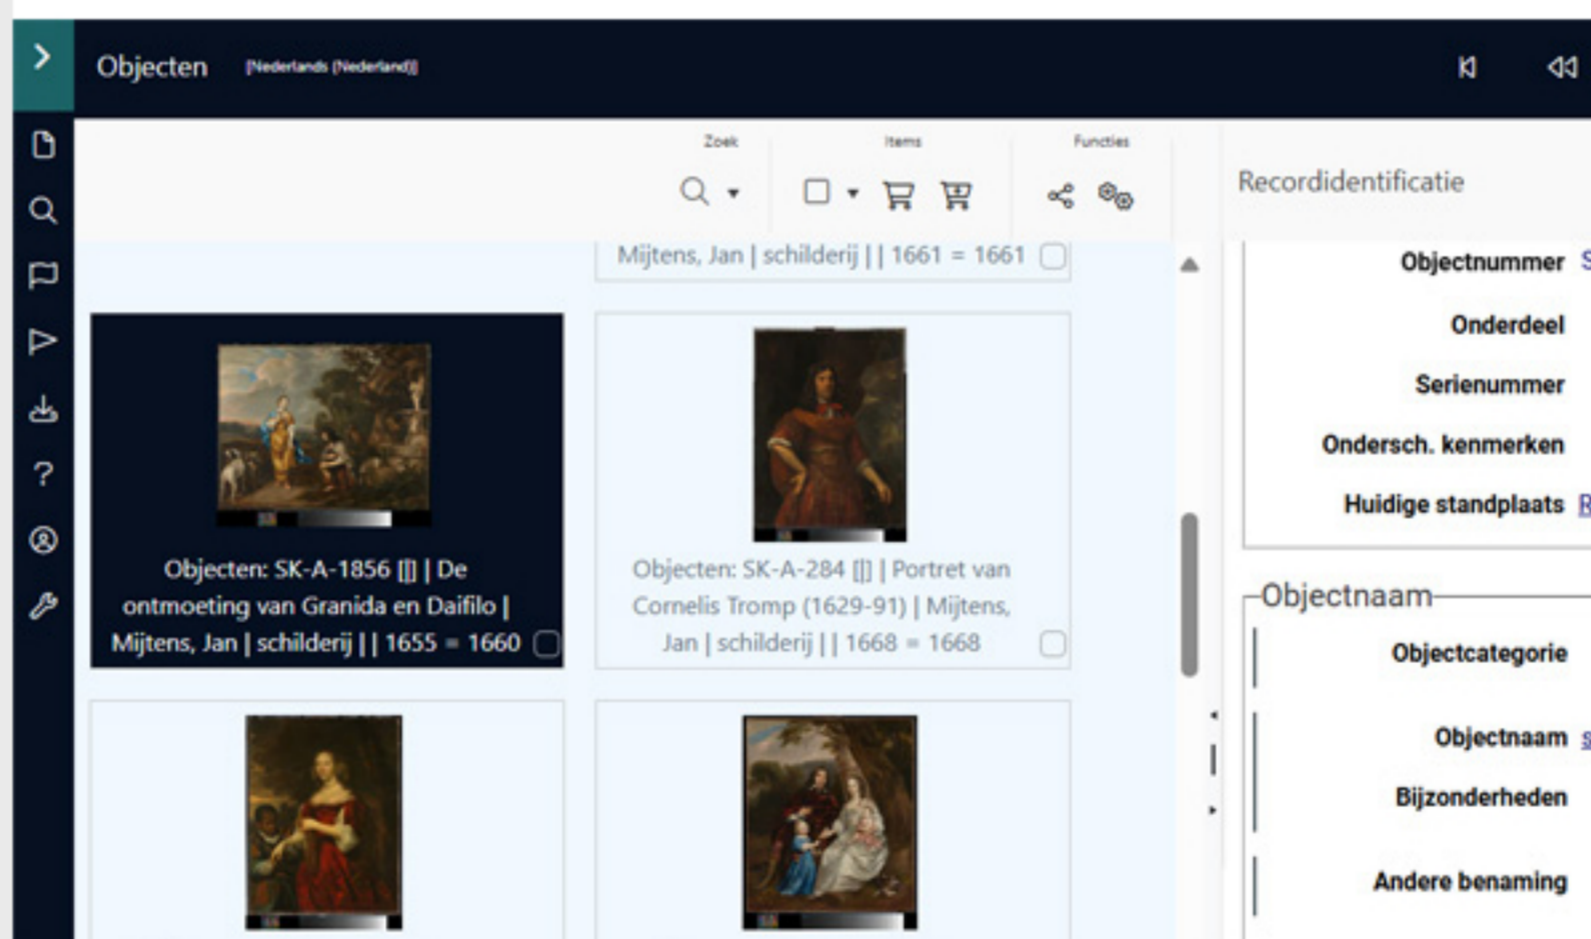 Objecten [Nederlands (Nederland)]
Zoek Items Functies
Recordidentificatie
Mijtens, Jan | schilderij | | 1661 = 1661
Objecten: SK-A-1856 [|] | De
ontmoeting van Granida en Daifilo |
Mijtens, Jan | schilderij | | 1655 = 1660
Objecten: SK-A-284 [|] | Portret van
Cornelis Tromp (1629-91) | Mijtens,
Jan | schilderij | | 1668 = 1668
Objectnummer S
Onderdeel
Serienummer
Ondersch. kenmerken
Huidige standplaats R
Objectnaam
Objectcategorie
Objectnaam s
Bijzonderheden
Andere benaming